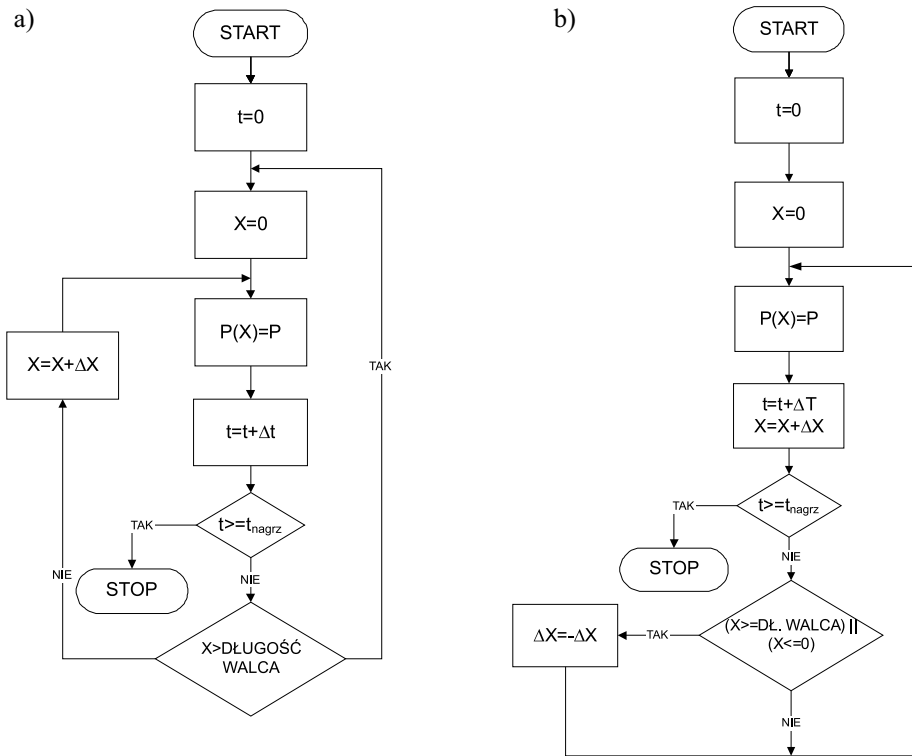 a)
START
t=0
X=0
P(X)=P
X=X+ΔX
TAK
t=t+Δt
t>=tnagrz
TAK
STOP
NIE
NIE
X>DŁUGOŚĆ
WALCA
b)
START
t=0
X=0
P(X)=P
t=t+ΔT
X=X+ΔX
t>=tnagrz
TAK
STOP
NIE
(X>=DŁ. WALCA) ||
(X<=0)
TAK
ΔX=-ΔX
NIE